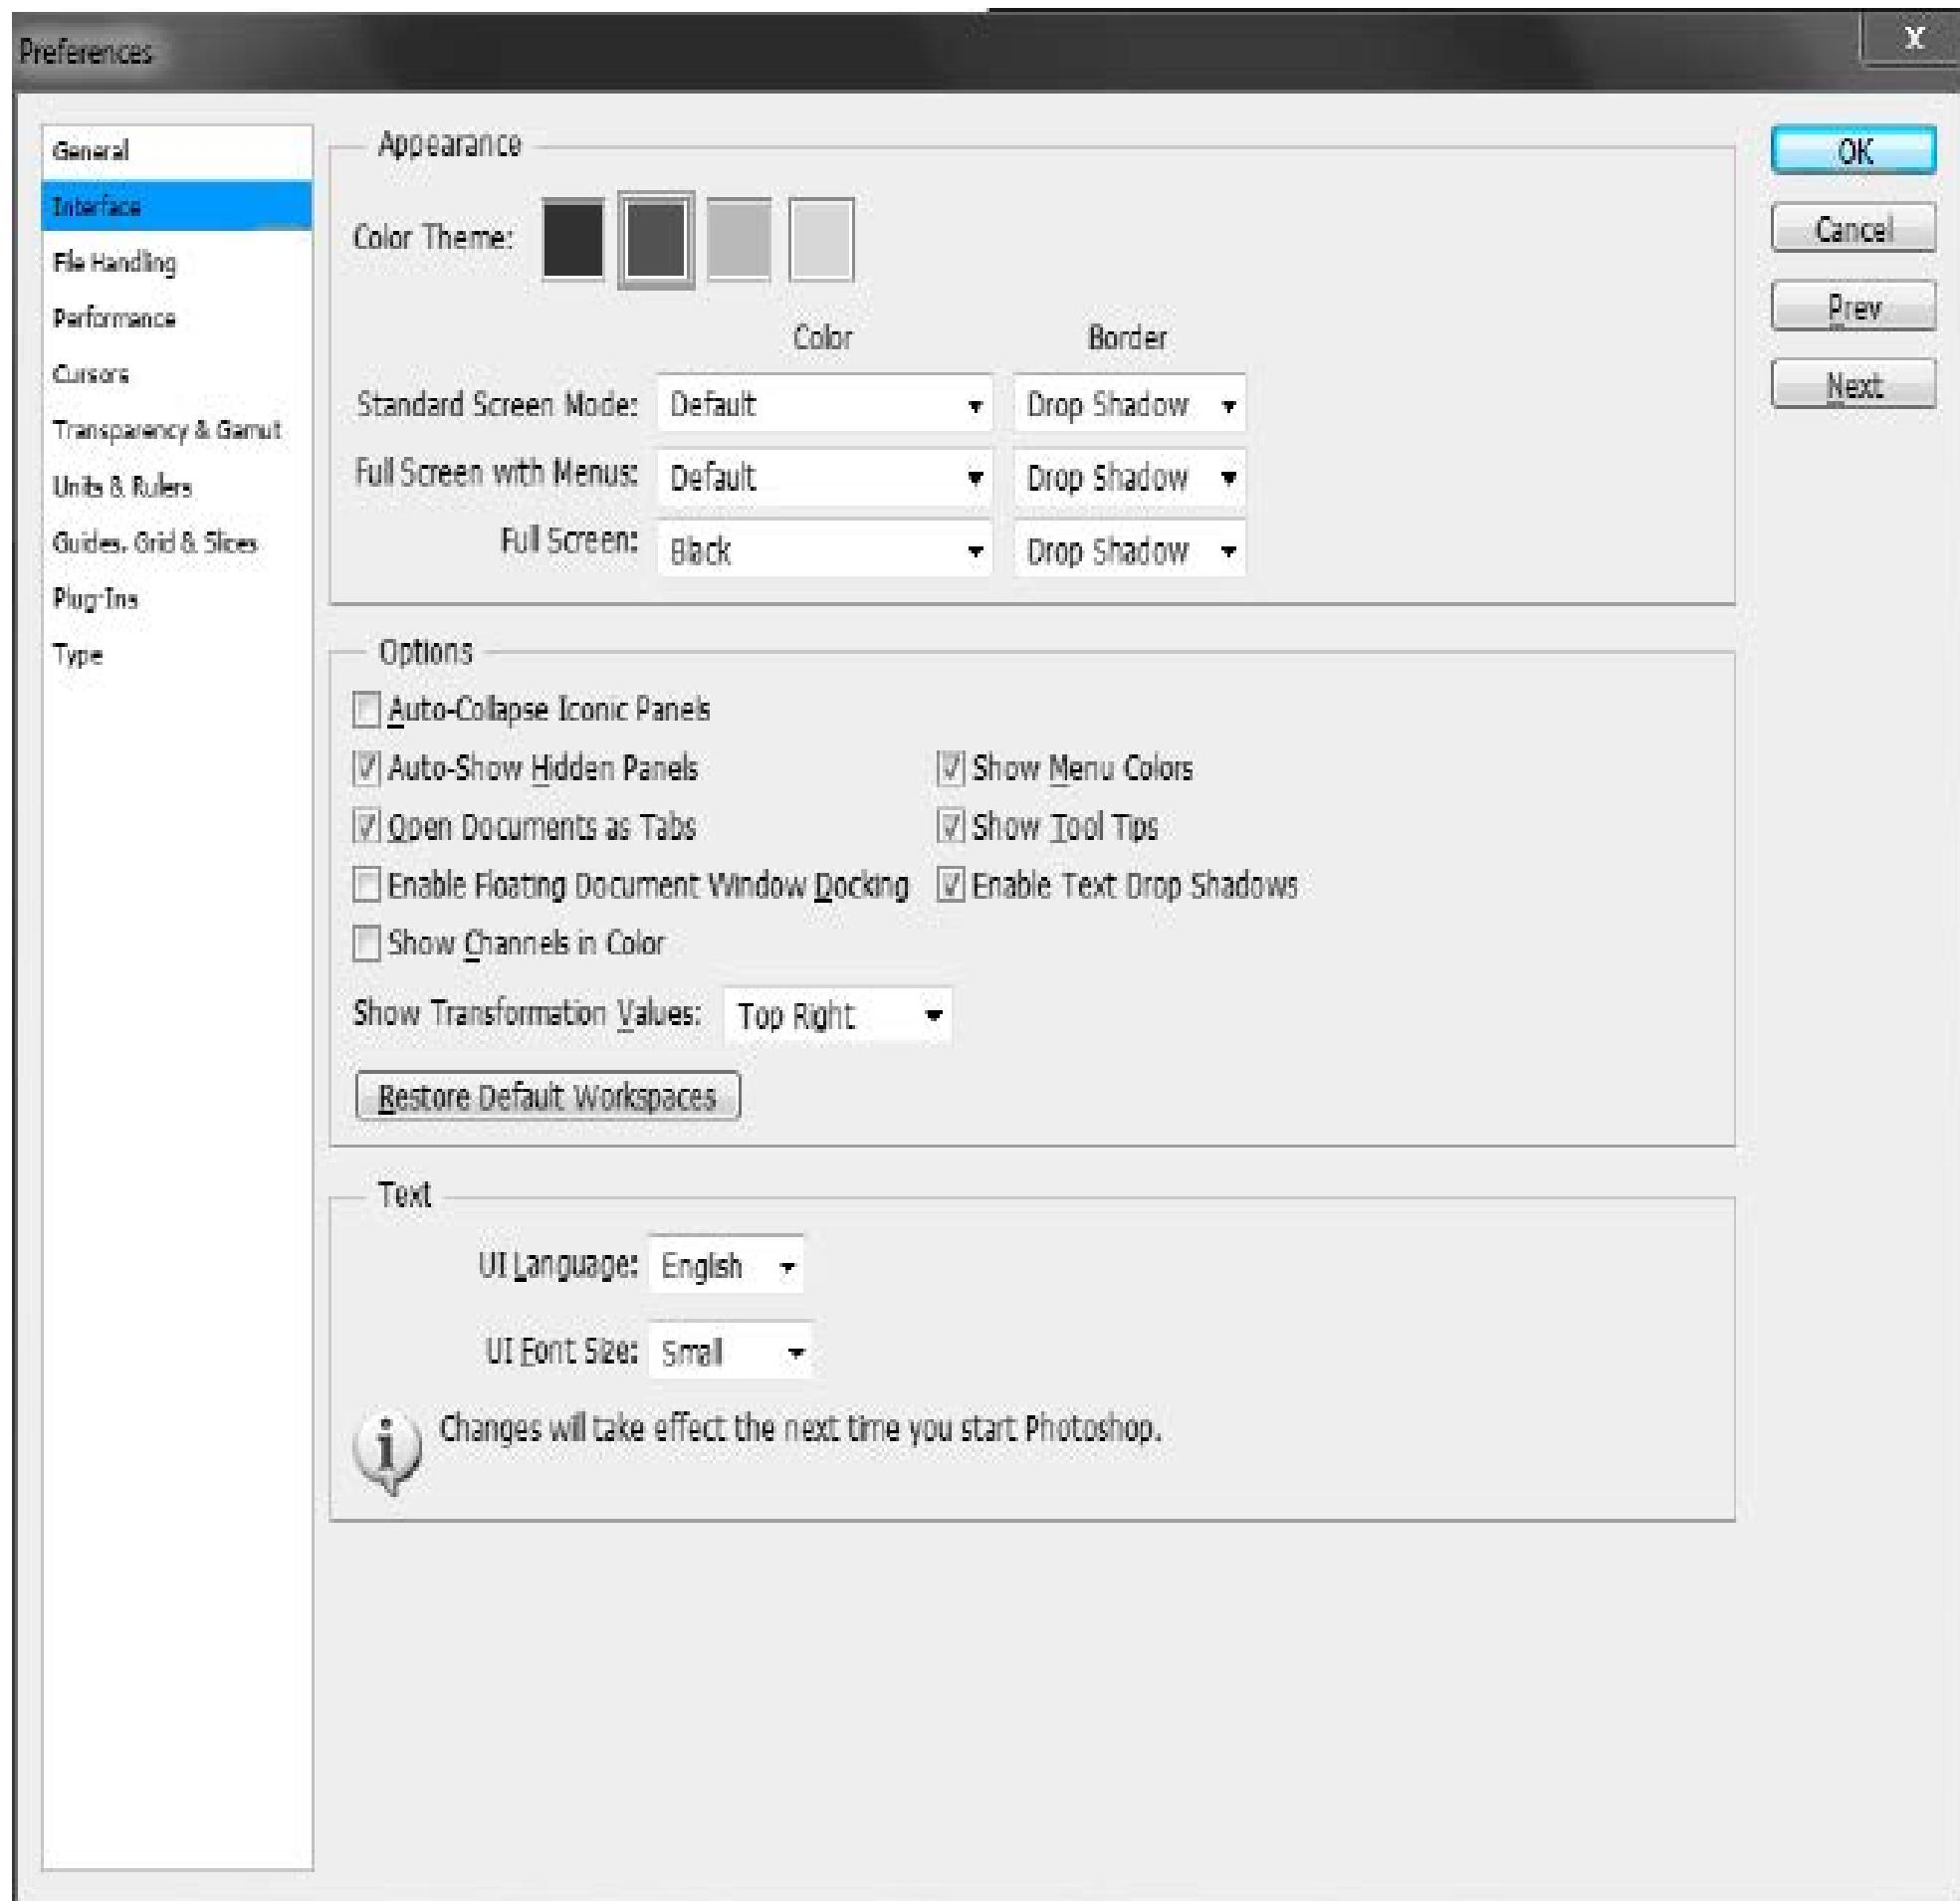 Preferences
X
General
Interface
File Handling
Performance
Cursors
Transparency & Gamut
Units & Rulers
Guides, Grid & Slices
Plug-Ins
Type
Appearance
Color Theme:
Color Border
Standard Screen Mode: Default Drop Shadow
Full Screen with Menus: Default Drop Shadow
Full Screen: Black Drop Shadow
Options
Auto-Collapse Iconic Panels
Auto-Show Hidden Panels Show Menu Colors
Open Documents as Tabs Show Tool Tips
Enable Floating Document Window Docking Enable Text Drop Shadows
Show Channels in Color
Show Transformation Values: Top Right
Restore Default Workspaces
Text
UI Language: English
UI Font Size: Small
i Changes will take effect the next time you start Photoshop.
OK
Cancel
Prev
Next